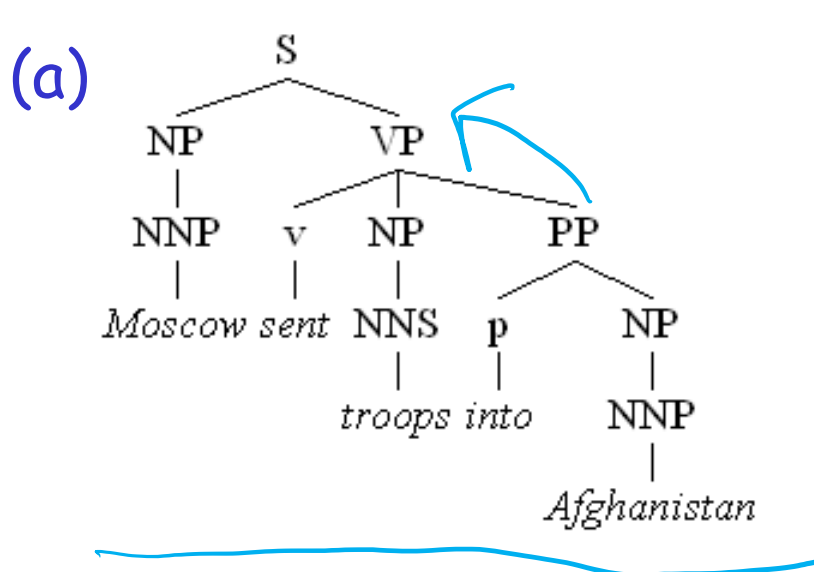 (a)
S
NP VP
NNP v NP PP
Moscow sent NNS p NP
troops into NNP
Afghanistan